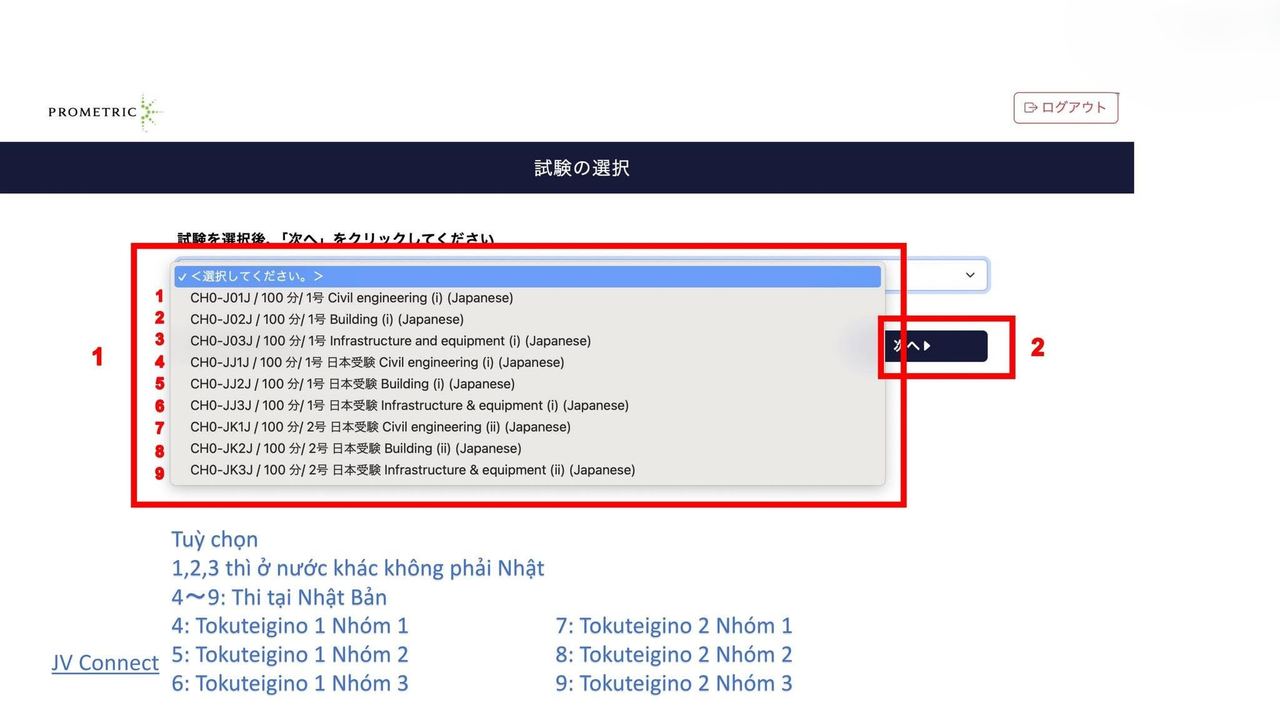 PROMETRIC
ログアウト
試験の選択
試験を選択後、「次へ」をクリックしてください
✓ ＜選択してください。＞
1 CH0-J01J / 100 分/ 1号 Civil engineering (i) (Japanese)
2 CH0-J02J / 100 分/ 1号 Building (i) (Japanese)
3 CH0-J03J / 100 分/ 1号 Infrastructure and equipment (i) (Japanese)
1
4 CH0-JJ1J / 100 分/ 1号 日本受験 Civil engineering (i) (Japanese)
5 CH0-JJ2J / 100 分/ 1号 日本受験 Building (i) (Japanese)
6 CH0-JJ3J / 100 分/ 1号 日本受験 Infrastructure & equipment (i) (Japanese)
7 CH0-JK1J / 100 分/ 2号 日本受験 Civil engineering (ii) (Japanese)
8 CH0-JK2J / 100 分/ 2号 日本受験 Building (ii) (Japanese)
9 CH0-JK3J / 100 分/ 2号 日本受験 Infrastructure & equipment (ii) (Japanese)
次へ
2
Tuỳ chọn
1,2,3 thì ở nước khác không phải Nhật
4～9: Thi tại Nhật Bản
4: Tokuteigino 1 Nhóm 1
5: Tokuteigino 1 Nhóm 2
6: Tokuteigino 1 Nhóm 3
7: Tokuteigino 2 Nhóm 1
8: Tokuteigino 2 Nhóm 2
9: Tokuteigino 2 Nhóm 3
JV Connect